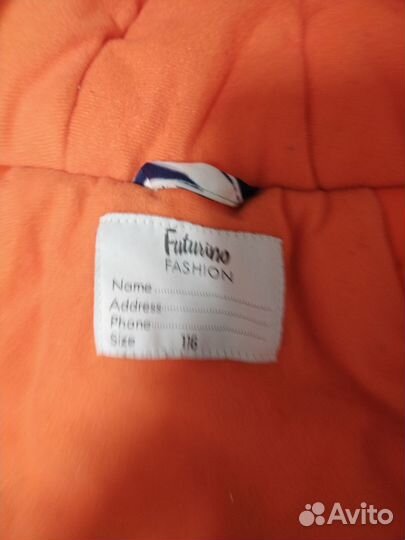 Futurino
FASHION
Name
Address
Phone
Size 116
Avito